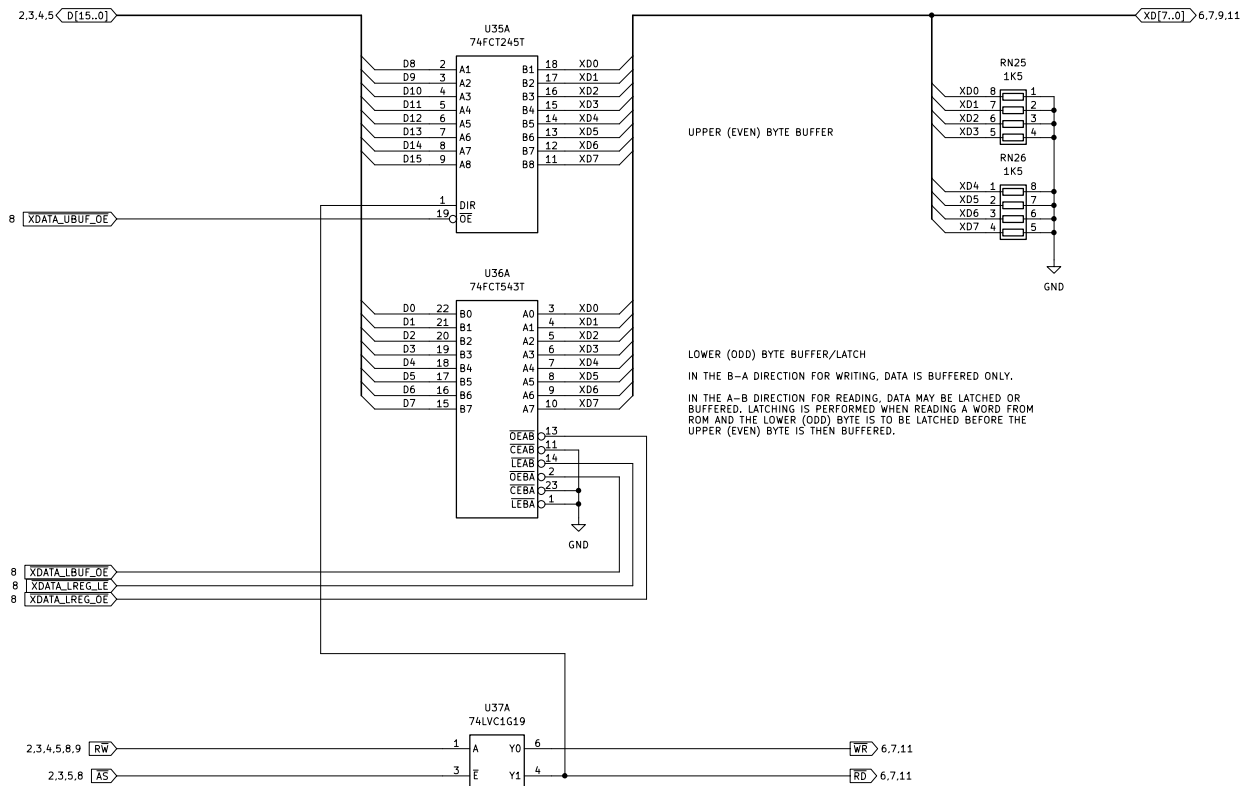 2,3,4,5 D[15..0]
XD[7..0] 6,7,9,11
U35A
74FCT245T
D8 2 A1 B1 18 XD0
D9 3 A2 B2 17 XD1
D10 4 A3 B3 16 XD2
D11 5 A4 B4 15 XD3
D12 6 A5 B5 14 XD4
D13 7 A6 B6 13 XD5
D14 8 A7 B7 12 XD6
D15 9 A8 B8 11 XD7
1 DIR
8 XDATA_UBUF_OE 19 OE
UPPER (EVEN) BYTE BUFFER
RN25
1K5
XD0 8 1
XD1 7 2
XD2 6 3
XD3 5 4
RN26
1K5
XD4 1 8
XD5 2 7
XD6 3 6
XD7 4 5
GND
U36A
74FCT543T
D0 22 B0 A0 3 XD0
D1 21 B1 A1 4 XD1
D2 20 B2 A2 5 XD2
D3 19 B3 A3 6 XD3
D4 18 B4 A4 7 XD4
D5 17 B5 A5 8 XD5
D6 16 B6 A6 9 XD6
D7 15 B7 A7 10 XD7
OEAB 13
CEAB 11
LEAB 14
OEBA 2
CEBA 23
LEBA 1
GND
LOWER (ODD) BYTE BUFFER/LATCH
IN THE B-A DIRECTION FOR WRITING, DATA IS BUFFERED ONLY.
IN THE A-B DIRECTION FOR READING, DATA MAY BE LATCHED OR
BUFFERED. LATCHING IS PERFORMED WHEN READING A WORD FROM
ROM AND THE LOWER (ODD) BYTE IS TO BE LATCHED BEFORE THE
UPPER (EVEN) BYTE IS THEN BUFFERED.
8 XDATA_LBUF_OE
8 XDATA_LREG_LE
8 XDATA_LREG_OE
U37A
74LVC1G19
2,3,4,5,8,9 RW 1 A Y0 6 WR 6,7,11
2,3,5,8 AS 3 E Y1 4 RD 6,7,11